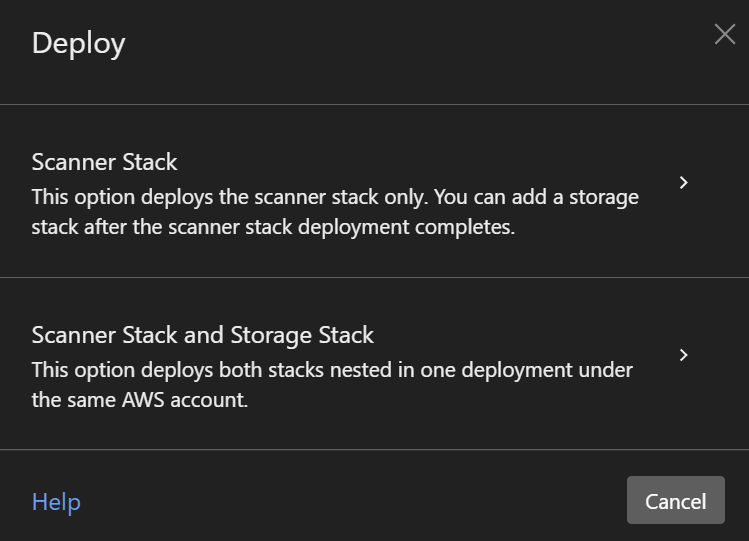 Deploy
Scanner Stack
This option deploys the scanner stack only. You can add a storage
stack after the scanner stack deployment completes.
Scanner Stack and Storage Stack
This option deploys both stacks nested in one deployment under
the same AWS account.
Help
Cancel